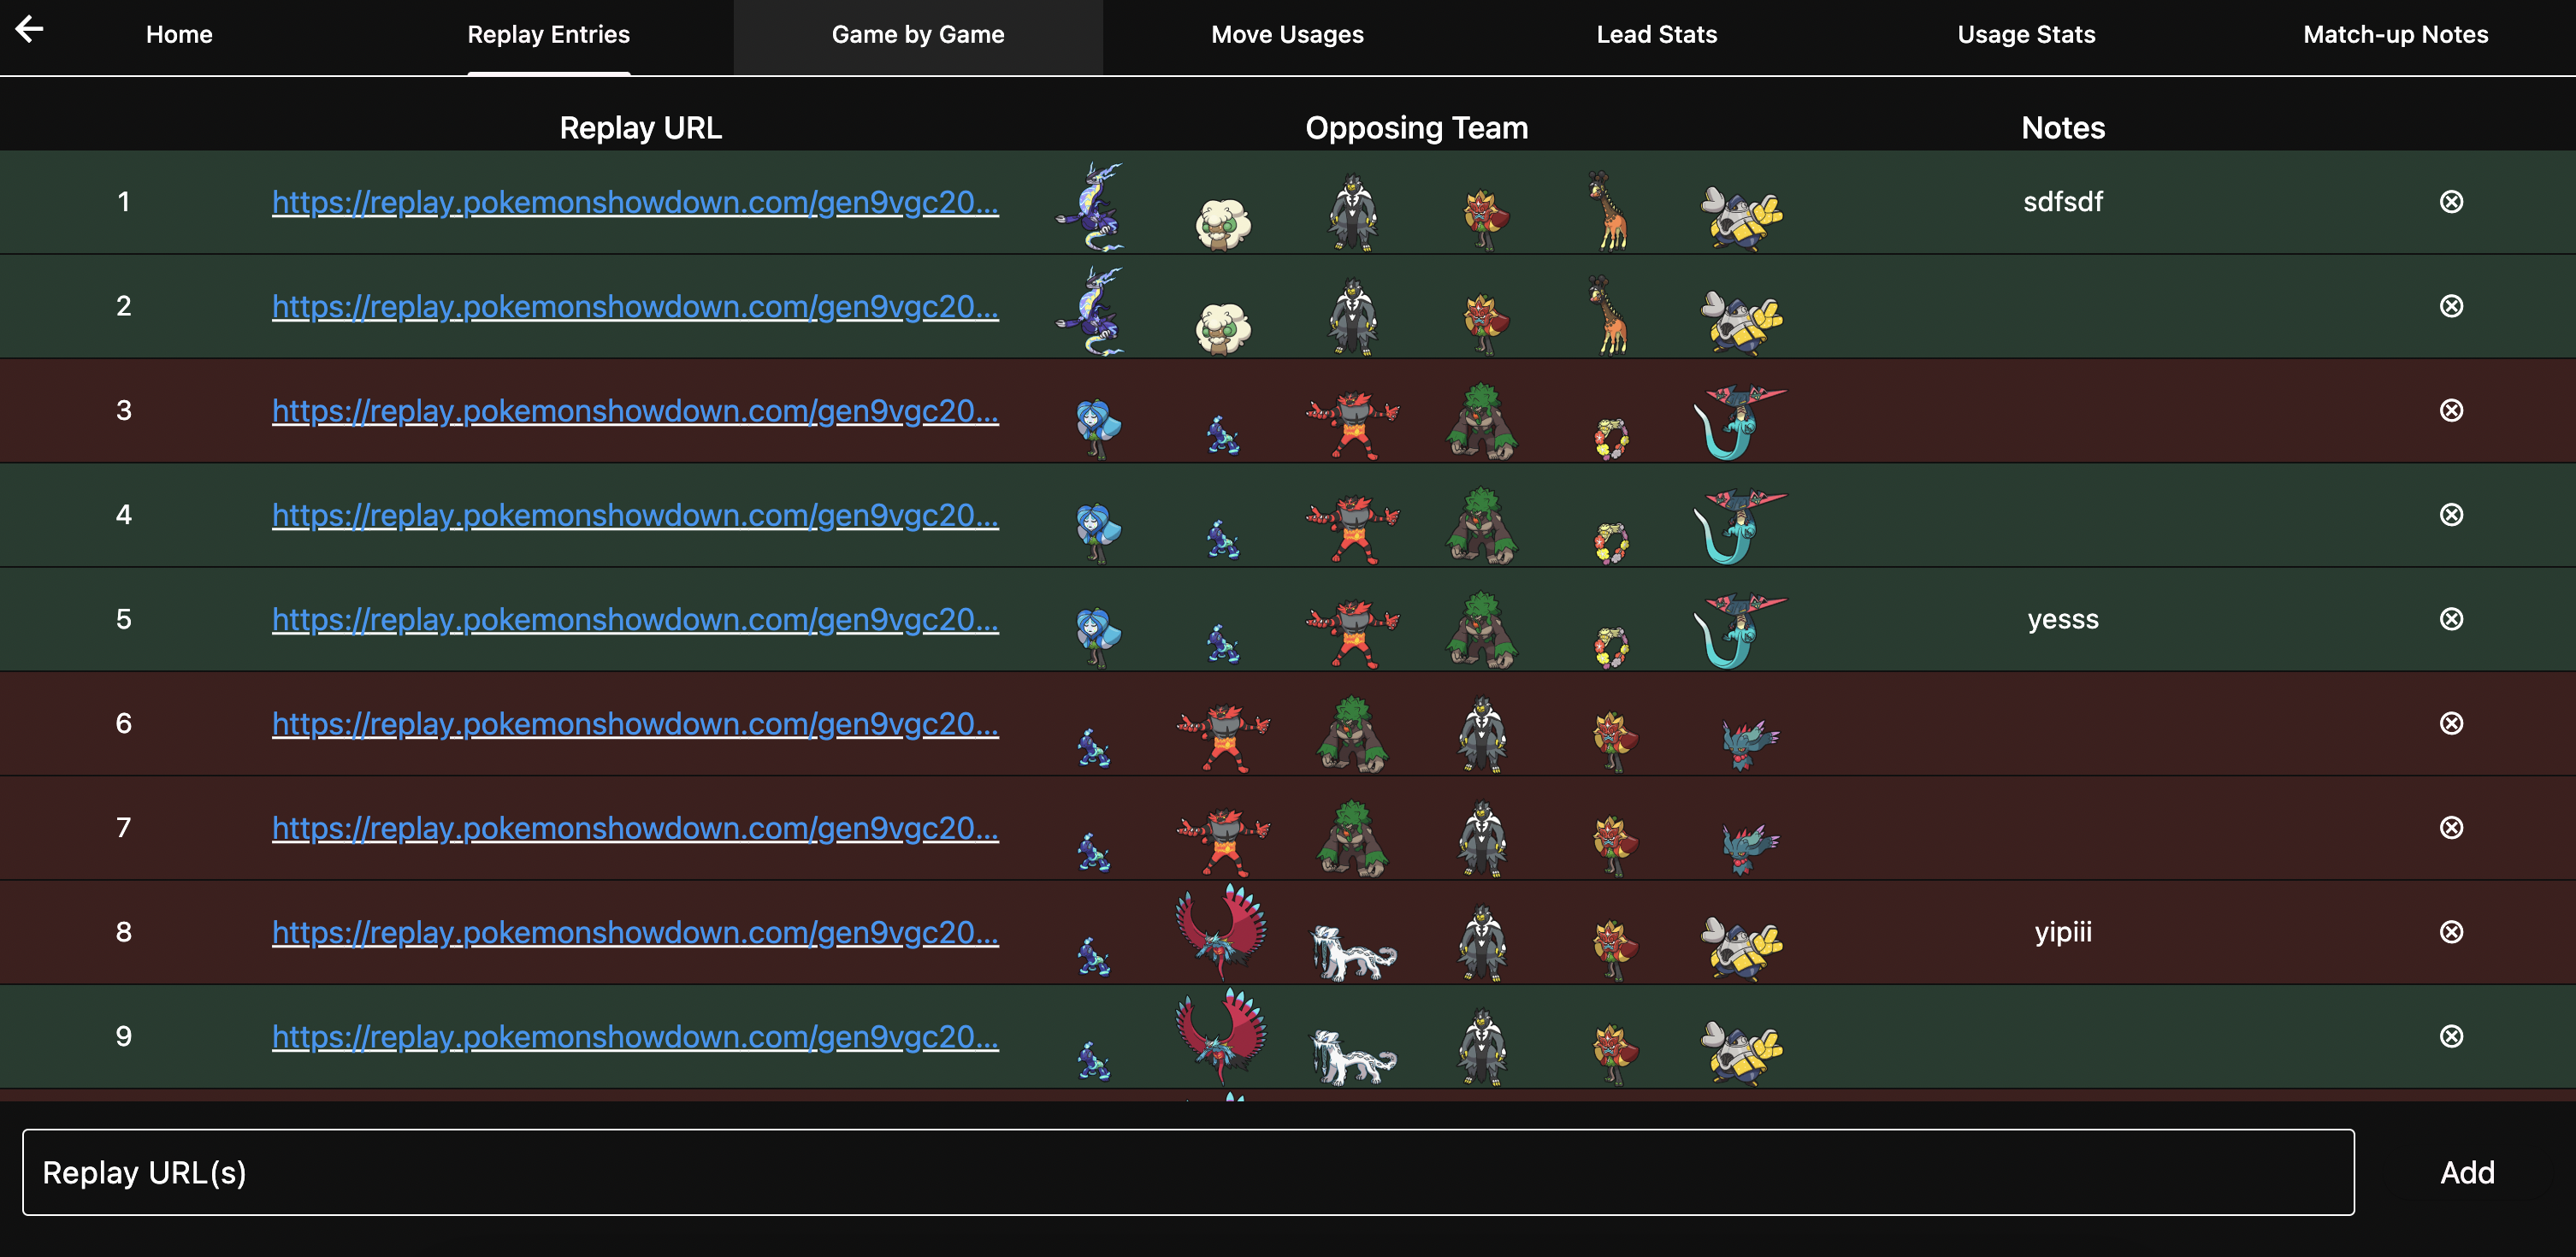 Home Replay Entries Game by Game Move Usages Lead Stats Usage Stats Match-up Notes
Replay URL Opposing Team Notes
1 https://replay.pokemonshowdown.com/gen9vgc20... sdfsdf
2 https://replay.pokemonshowdown.com/gen9vgc20...
3 https://replay.pokemonshowdown.com/gen9vgc20...
4 https://replay.pokemonshowdown.com/gen9vgc20...
5 https://replay.pokemonshowdown.com/gen9vgc20... yesss
6 https://replay.pokemonshowdown.com/gen9vgc20...
7 https://replay.pokemonshowdown.com/gen9vgc20...
8 https://replay.pokemonshowdown.com/gen9vgc20... yipiii
9 https://replay.pokemonshowdown.com/gen9vgc20...
Replay URL(s) Add